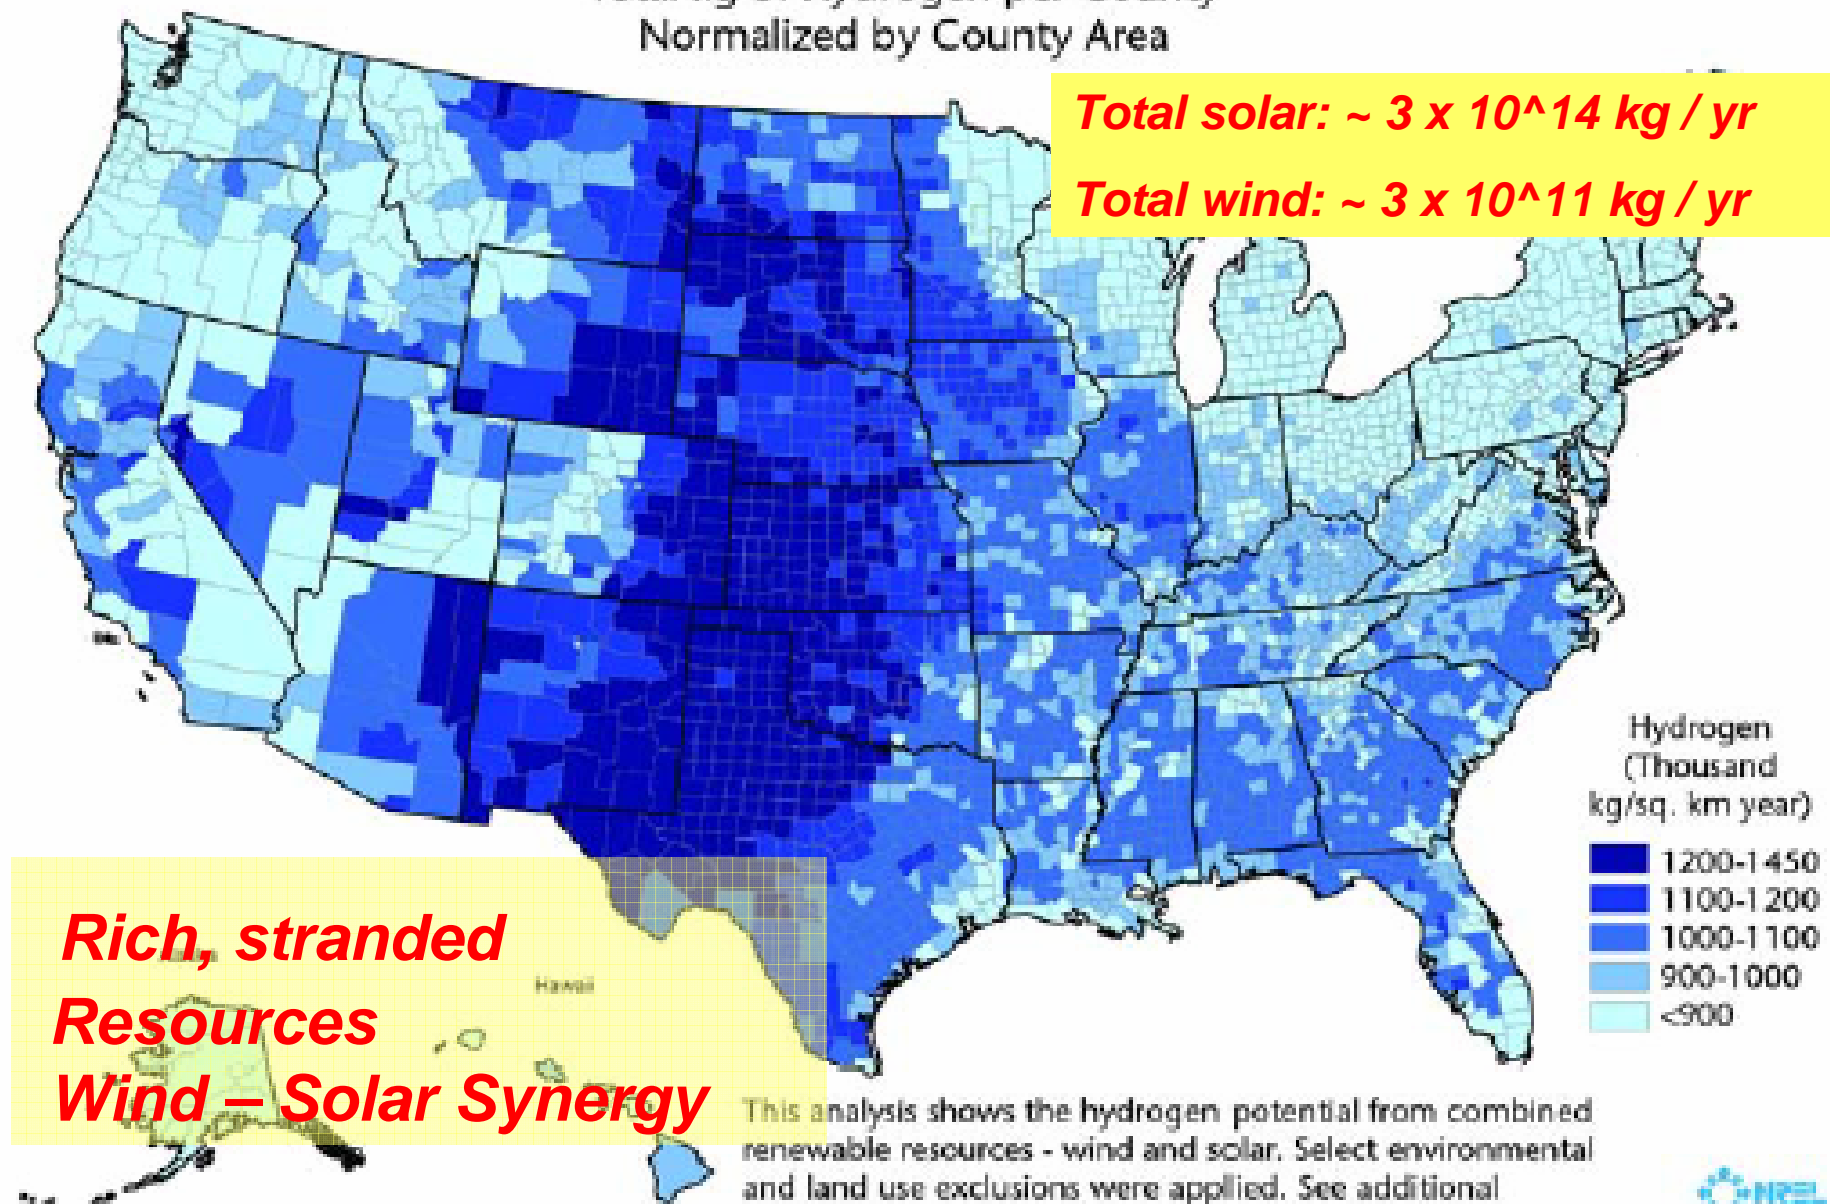 Normalized by County Area
Total solar: ~ 3 x 10^14 kg / yr
Total wind: ~ 3 x 10^11 kg / yr
Hydrogen
(Thousand
kg/sq. km year)
1200-1450
1100-1200
1000-1100
900-1000
<900
Rich, stranded
Resources
Wind – Solar Synergy
Hawaii
This analysis shows the hydrogen potential from combined
renewable resources - wind and solar. Select environmental
and land use exclusions were applied. See additional
NREL